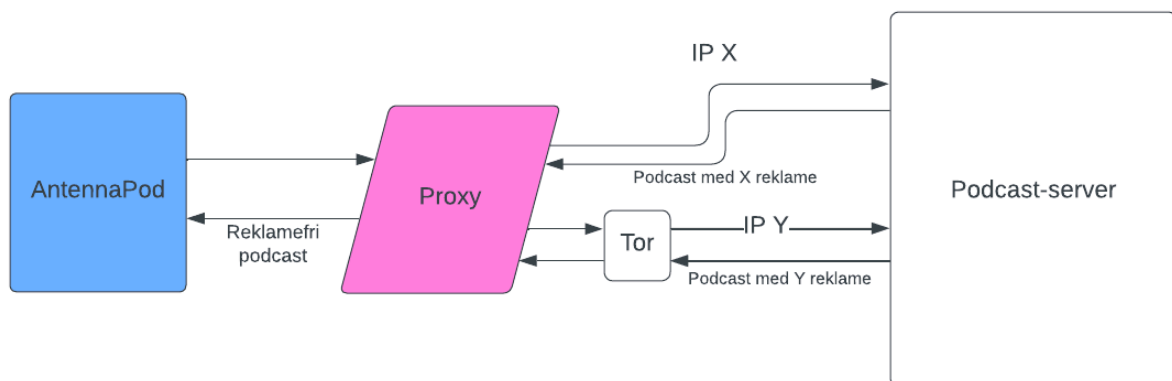 IP X
AntennaPod
Proxy
Podcast med X reklame
Podcast-server
Reklamefri
podcast
Tor
IP Y
Podcast med Y reklame